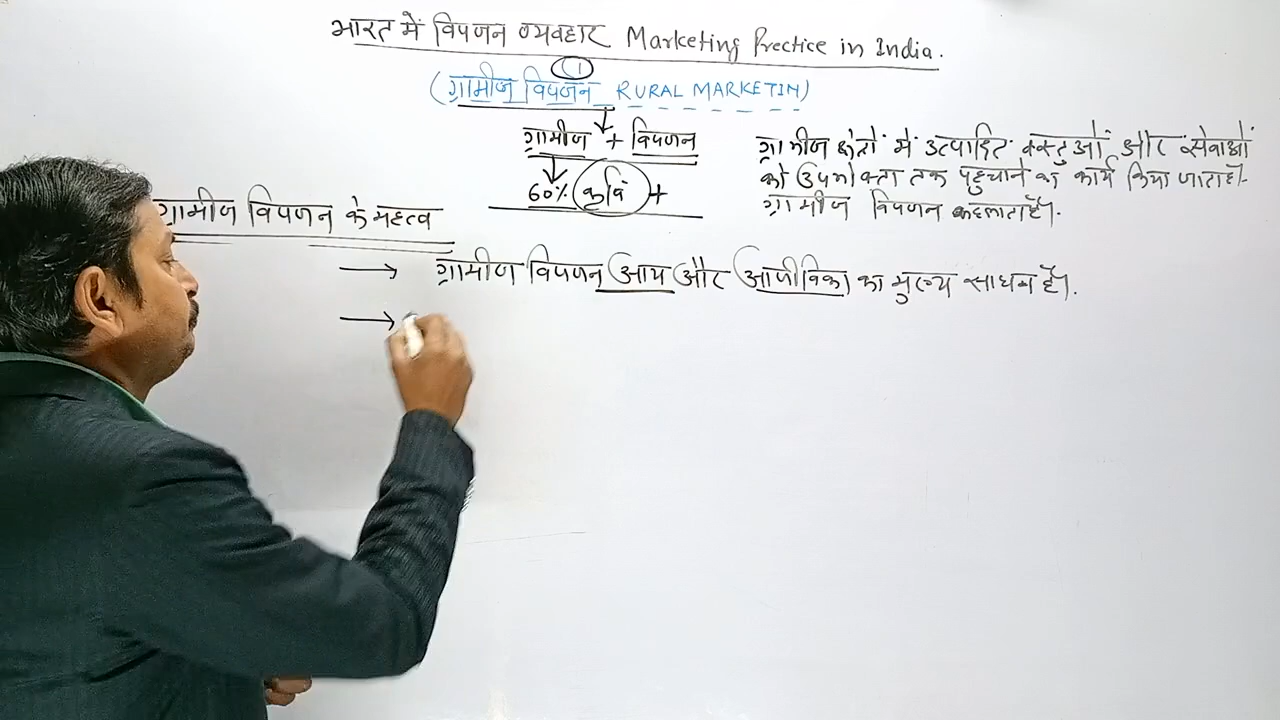 भारत में विपणन व्यवहार Marketing Prectice in India.
1
(ग्रामीण विपणन RURAL MARKETIN)
ग्रामीण + विपणन
60% कृषि +
ग्रामीण क्षेत्रों में उत्पादित वस्तुओं और सेवाओं
को उपभोक्ता तक पहुचाने का कार्य किया जाता है।
ग्रामीण विपणन कहलाता है।
ग्रामीण विपणन के महत्व
→ ग्रामीण विपणन आय और आजीविका का मुख्य साधन है।
→